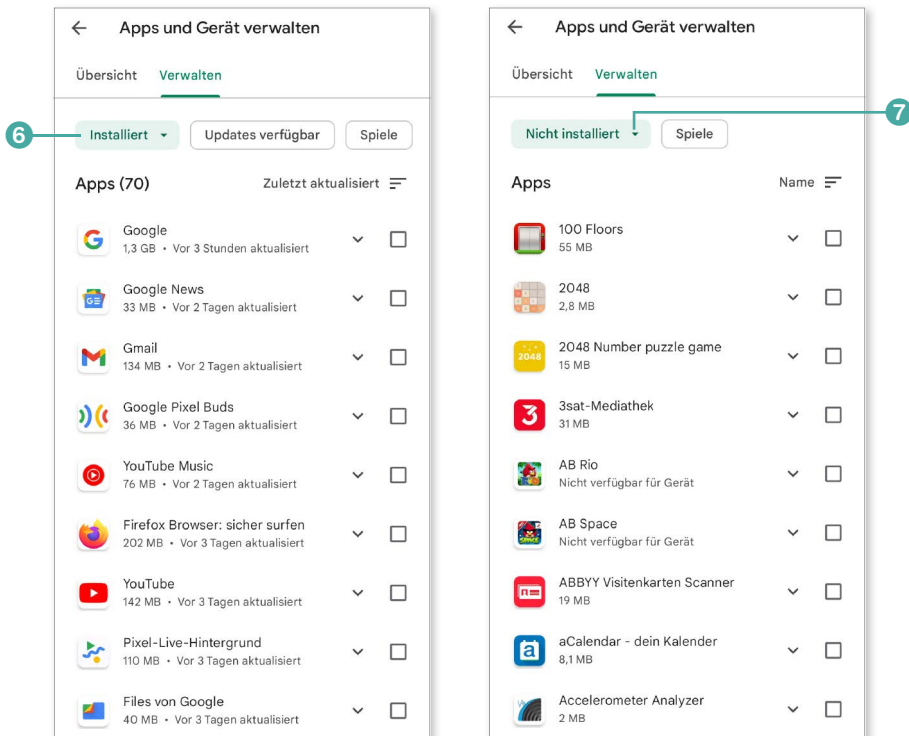 Apps und Gerät verwalten
Übersicht Verwalten
6
Installiert Updates verfügbar Spiele
Apps (70) Zuletzt aktualisiert
Google
1,3 GB • Vor 3 Stunden aktualisiert
Google News
33 MB • Vor 2 Tagen aktualisiert
Gmail
134 MB • Vor 2 Tagen aktualisiert
Google Pixel Buds
36 MB • Vor 2 Tagen aktualisiert
YouTube Music
76 MB • Vor 2 Tagen aktualisiert
Firefox Browser: sicher surfen
202 MB • Vor 3 Tagen aktualisiert
YouTube
142 MB • Vor 3 Tagen aktualisiert
Pixel-Live-Hintergrund
110 MB • Vor 3 Tagen aktualisiert
Files von Google
40 MB • Vor 3 Tagen aktualisiert
Apps und Gerät verwalten
Übersicht Verwalten
7
Nicht installiert Spiele
Apps Name
100 Floors
55 MB
2048
2,8 MB
2048
2048 Number puzzle game
15 MB
3
3sat-Mediathek
31 MB
AB Rio
Nicht verfügbar für Gerät
SPACE
AB Space
Nicht verfügbar für Gerät
ABBYY Visitenkarten Scanner
19 MB
a
aCalendar - dein Kalender
8,1 MB
Accelerometer Analyzer
2 MB